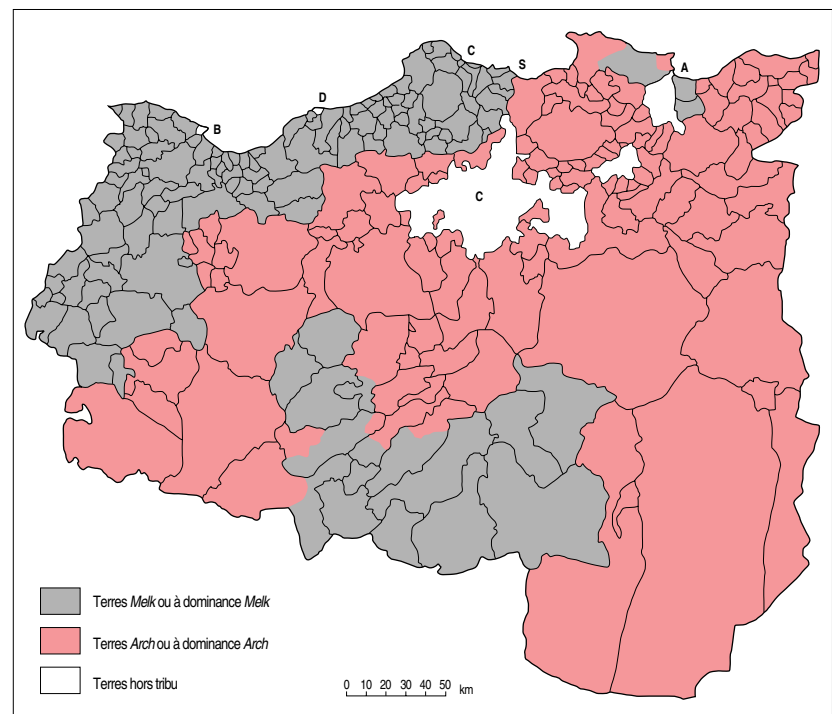 C
S
A
D
B
C
Terres Melk ou à dominance Melk
Terres Arch ou à dominance Arch
Terres hors tribu
0 10 20 30 40 50 km